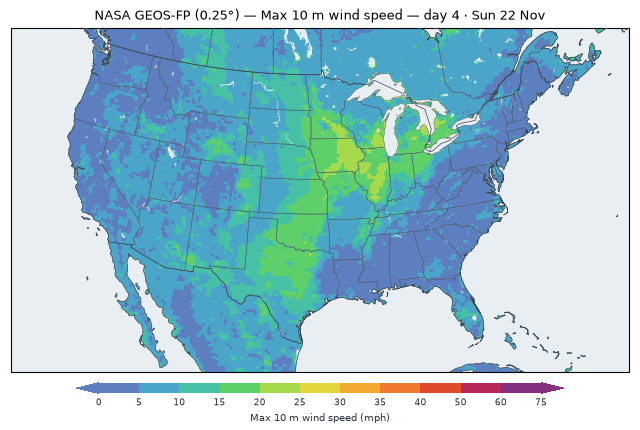 NASA GEOS-FP (0.25°) — Max 10 m wind speed — day 4 · Sun 22 Nov
0 5 10 15 20 25 30 35 40 50 60 75
Max 10 m wind speed (mph)